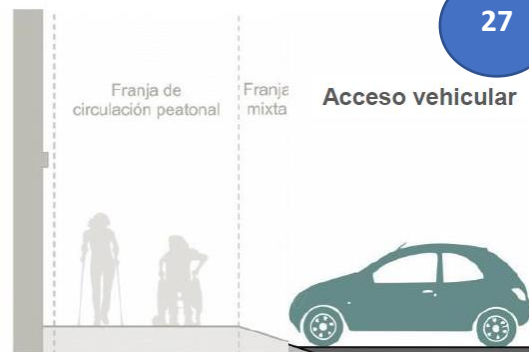 27
Franja de
circulación peatonal
Franja
mixta
Acceso vehicular